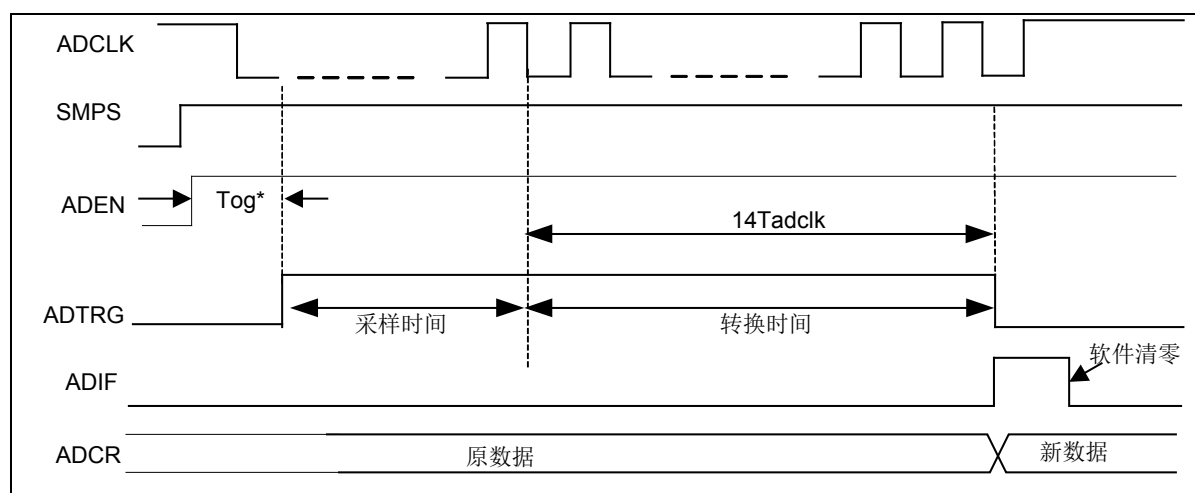 ADCLK
SMPS
ADEN
Tog*
14Tadclk
ADTRG
采样时间
转换时间
ADIF
软件清零
ADCR
原数据
新数据